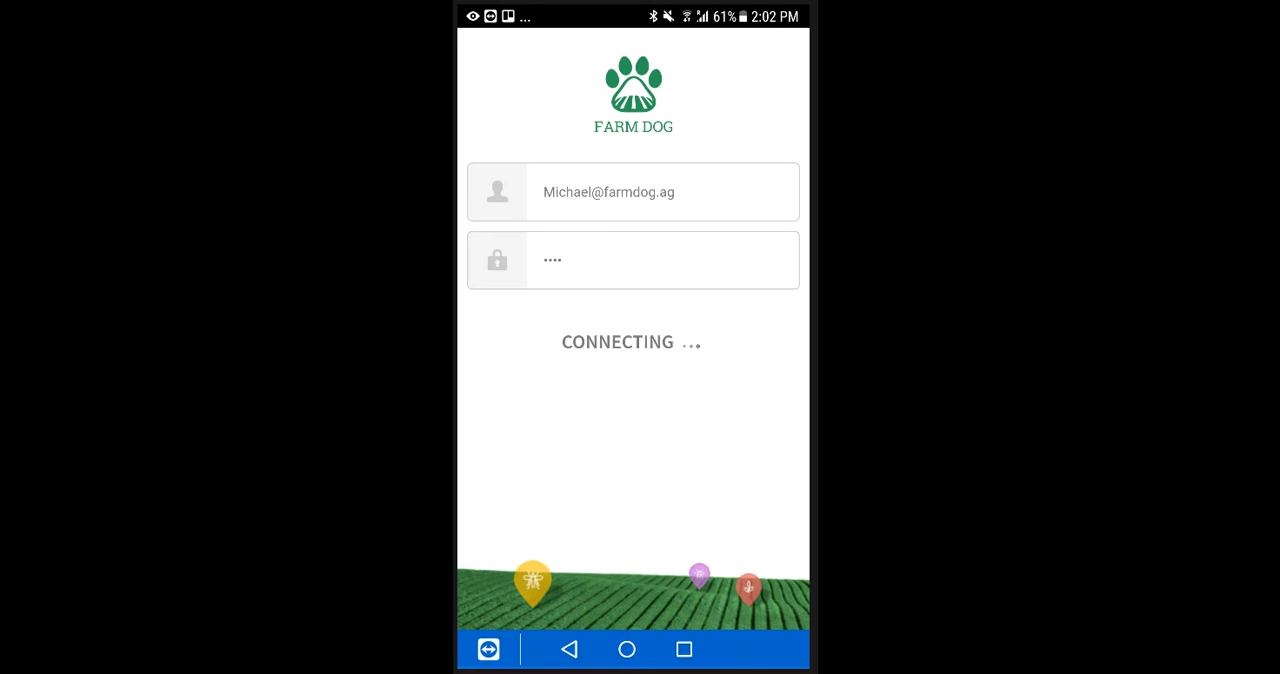 ... 61% 2:02 PM
FARM DOG
Michael@farmdog.ag
••••
CONNECTING ...